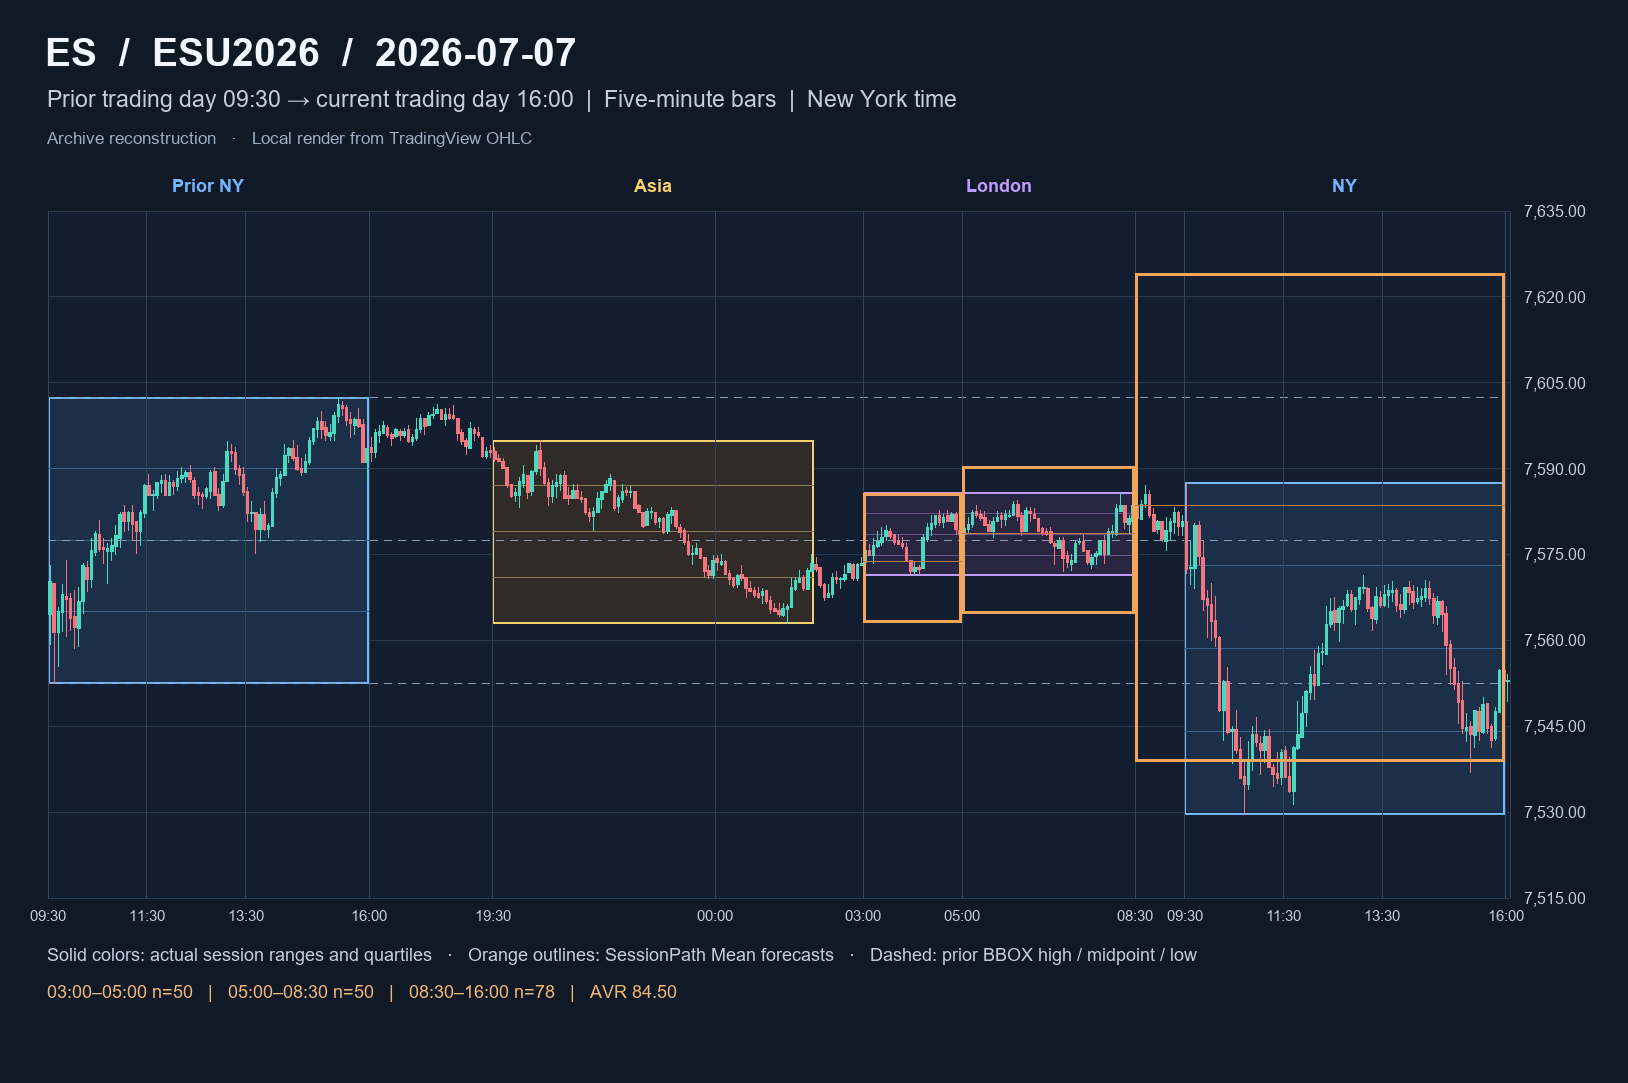 ES / ESU2026 / 2026-07-07
Prior trading day 09:30 → current trading day 16:00 | Five-minute bars | New York time
Archive reconstruction · Local render from TradingView OHLC
Prior NY Asia London NY
7,635.00
7,620.00
7,605.00
7,590.00
7,575.00
7,560.00
7,545.00
7,530.00
7,515.00
09:30 11:30 13:30 16:00 19:30 00:00 03:00 05:00 08:30 09:30 11:30 13:30 16:00
Solid colors: actual session ranges and quartiles · Orange outlines: SessionPath Mean forecasts · Dashed: prior BBOX high / midpoint / low
03:00–05:00 n=50 | 05:00–08:30 n=50 | 08:30–16:00 n=78 | AVR 84.50